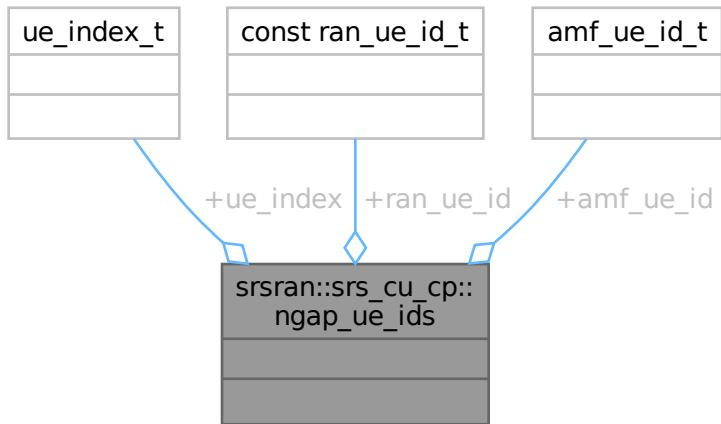 ue_index_t
const ran_ue_id_t
amf_ue_id_t
+ue_index
+ran_ue_id
+amf_ue_id
srsran::srs_cu_cp::
ngap_ue_ids